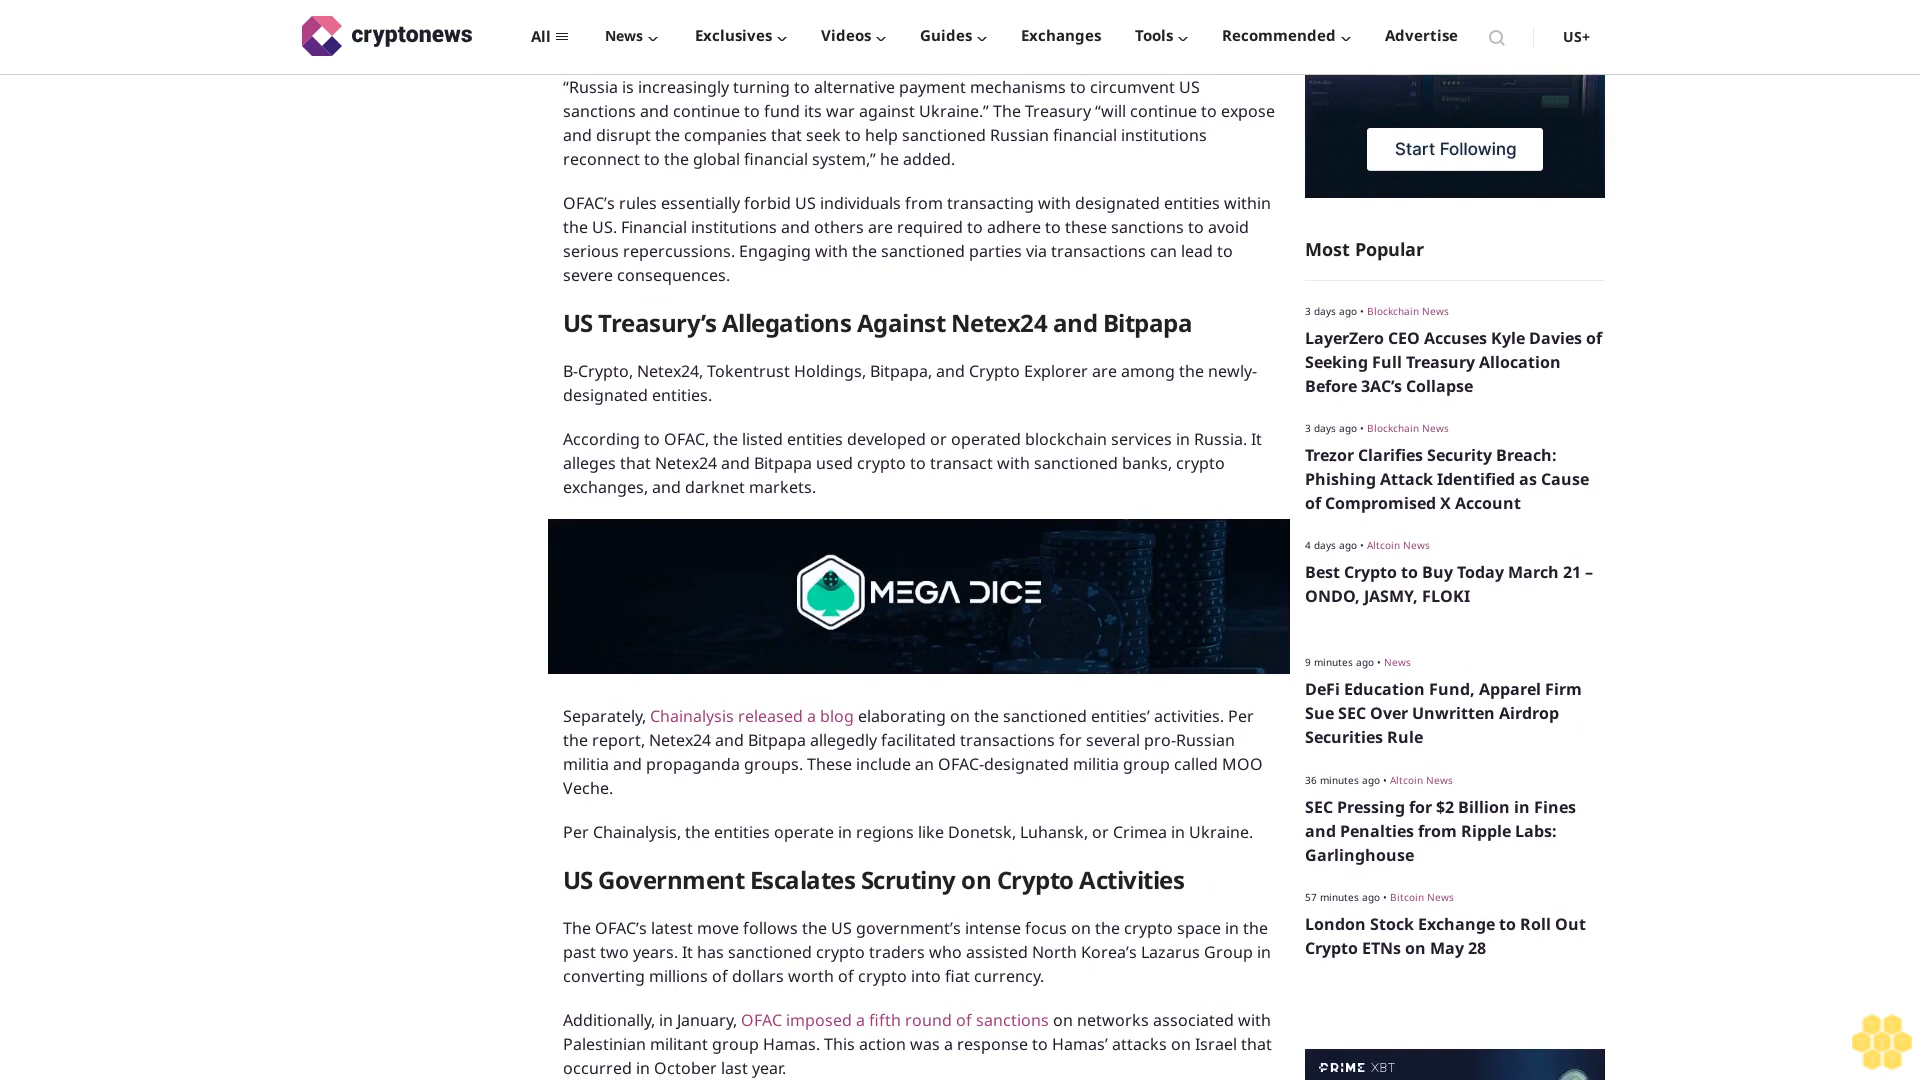 cryptonews
All
News
Exclusives
Videos
Guides
Exchanges
Tools
Recommended
Advertise
US+
“Russia is increasingly turning to alternative payment mechanisms to circumvent US
sanctions and continue to fund its war against Ukraine.” The Treasury “will continue to expose
and disrupt the companies that seek to help sanctioned Russian financial institutions
reconnect to the global financial system,” he added.
OFAC’s rules essentially forbid US individuals from transacting with designated entities within
the US. Financial institutions and others are required to adhere to these sanctions to avoid
serious repercussions. Engaging with the sanctioned parties via transactions can lead to
severe consequences.
US Treasury’s Allegations Against Netex24 and Bitpapa
B-Crypto, Netex24, Tokentrust Holdings, Bitpapa, and Crypto Explorer are among the newly-
designated entities.
According to OFAC, the listed entities developed or operated blockchain services in Russia. It
alleges that Netex24 and Bitpapa used crypto to transact with sanctioned banks, crypto
exchanges, and darknet markets.
MEGA DICE
Separately, Chainalysis released a blog elaborating on the sanctioned entities’ activities. Per
the report, Netex24 and Bitpapa allegedly facilitated transactions for several pro-Russian
militia and propaganda groups. These include an OFAC-designated militia group called MOO
Veche.
Per Chainalysis, the entities operate in regions like Donetsk, Luhansk, or Crimea in Ukraine.
US Government Escalates Scrutiny on Crypto Activities
The OFAC’s latest move follows the US government’s intense focus on the crypto space in the
past two years. It has sanctioned crypto traders who assisted North Korea’s Lazarus Group in
converting millions of dollars worth of crypto into fiat currency.
Additionally, in January, OFAC imposed a fifth round of sanctions on networks associated with
Palestinian militant group Hamas. This action was a response to Hamas’ attacks on Israel that
occurred in October last year.
Start Following
Most Popular
3 days ago • Blockchain News
LayerZero CEO Accuses Kyle Davies of
Seeking Full Treasury Allocation
Before 3AC’s Collapse
3 days ago • Blockchain News
Trezor Clarifies Security Breach:
Phishing Attack Identified as Cause
of Compromised X Account
4 days ago • Altcoin News
Best Crypto to Buy Today March 21 –
ONDO, JASMY, FLOKI
9 minutes ago • News
DeFi Education Fund, Apparel Firm
Sue SEC Over Unwritten Airdrop
Securities Rule
36 minutes ago • Altcoin News
SEC Pressing for $2 Billion in Fines
and Penalties from Ripple Labs:
Garlinghouse
57 minutes ago • Bitcoin News
London Stock Exchange to Roll Out
Crypto ETNs on May 28
PRIME XBT